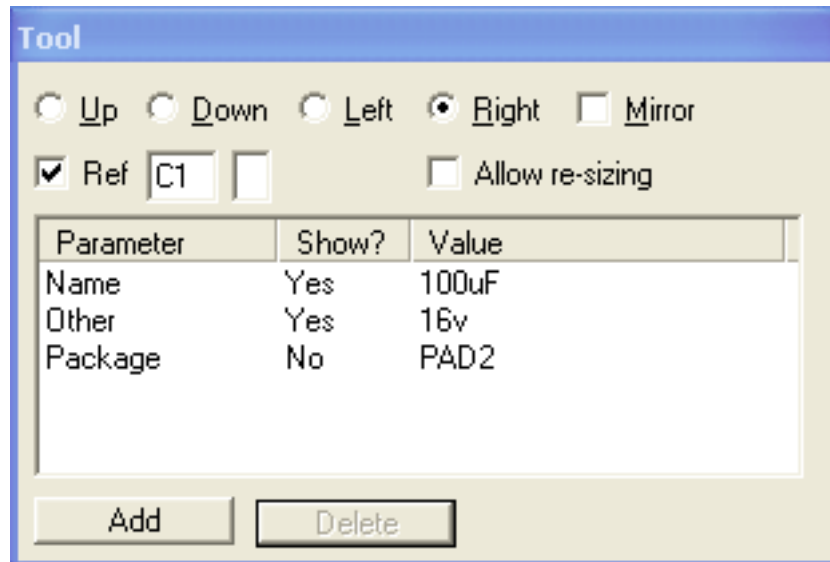 Tool
Up Down Left Right Mirror
Ref C1 Allow re-sizing
Parameter Show? Value
Name Yes 100uF
Other Yes 16v
Package No PAD2
Add Delete